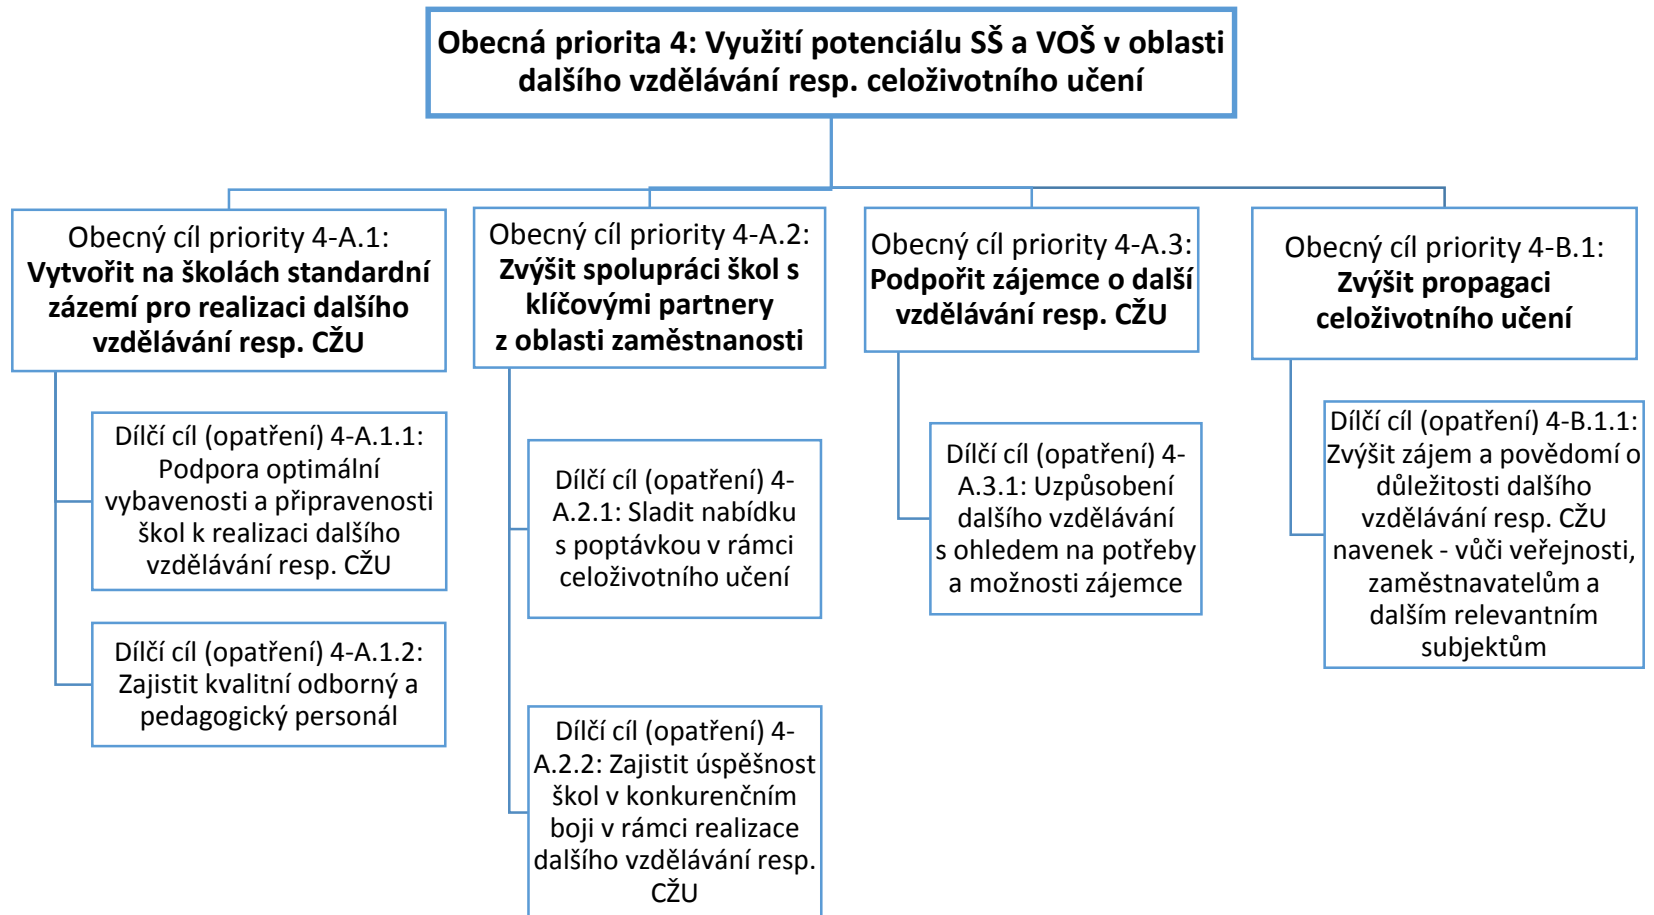 Obecná priorita 4: Využití potenciálu SŠ a VOŠ v oblasti
dalšího vzdělávání resp. celoživotního učení
Obecný cíl priority 4-A.1:
Vytvořit na školách standardní
zázemí pro realizaci dalšího
vzdělávání resp. CŽU
Dílčí cíl (opatření) 4-A.1.1:
Podpora optimální
vybavenosti a připravenosti
škol k realizaci dalšího
vzdělávání resp. CŽU
Dílčí cíl (opatření) 4-A.1.2:
Zajistit kvalitní odborný a
pedagogický personál
Obecný cíl priority 4-A.2:
Zvýšit spolupráci škol s
klíčovými partnery
z oblasti zaměstnanosti
Dílčí cíl (opatření) 4-
A.2.1: Sladit nabídku
s poptávkou v rámci
celoživotního učení
Dílčí cíl (opatření) 4-
A.2.2: Zajistit úspěšnost
škol v konkurenčním
boji v rámci realizace
dalšího vzdělávání resp.
CŽU
Obecný cíl priority 4-A.3:
Podpořit zájemce o další
vzdělávání resp. CŽU
Dílčí cíl (opatření) 4-
A.3.1: Uzpůsobení
dalšího vzdělávání
s ohledem na potřeby
a možnosti zájemce
Obecný cíl priority 4-B.1:
Zvýšit propagaci
celoživotního učení
Dílčí cíl (opatření) 4-B.1.1:
Zvýšit zájem a povědomí o
důležitosti dalšího
vzdělávání resp. CŽU
navenek - vůči veřejnosti,
zaměstnavatelům a
dalším relevantním
subjektům